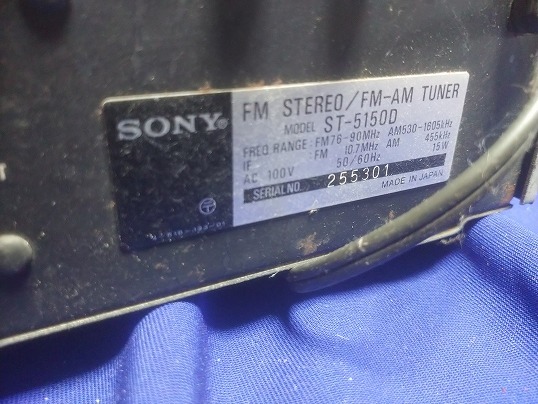 SONY®
FM STEREO/FM-AM TUNER
MODEL ST-5150D
FREQ RANGE: FM76-90MHz AM530-1605kHz
IF : FM 10.7MHz AM 455kHz
AC 100V 50/60Hz 15W
SERIAL NO. 255301 MADE IN JAPAN
T